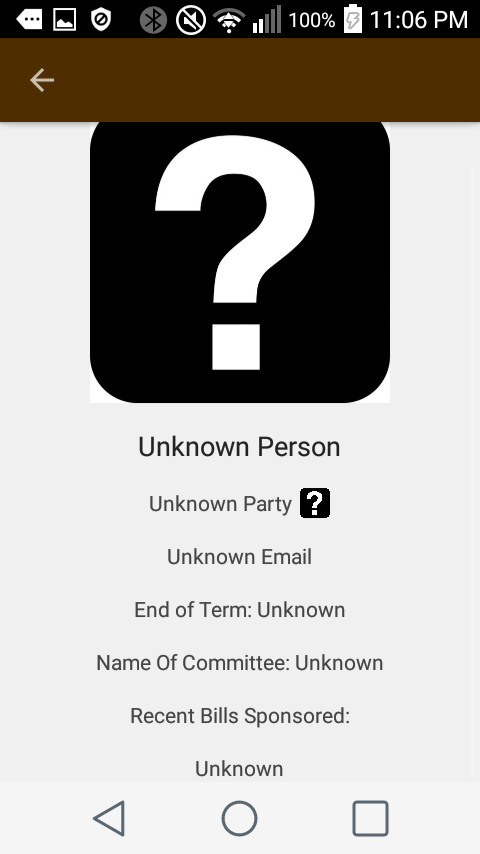 100% 11:06 PM
?
Unknown Person
Unknown Party ?
Unknown Email
End of Term: Unknown
Name Of Committee: Unknown
Recent Bills Sponsored:
Unknown